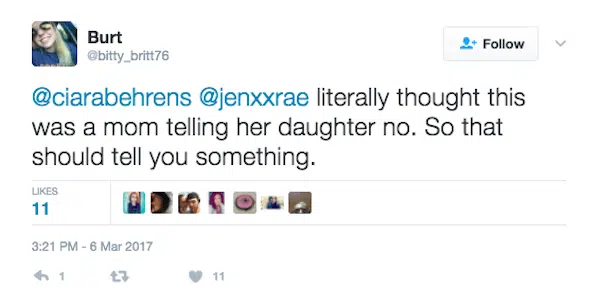 Burt
@bitty_britt76
Follow
@ciarabehrens @jenxxrae literally thought this
was a mom telling her daughter no. So that
should tell you something.
LIKES
11
3:21 PM - 6 Mar 2017
1
11